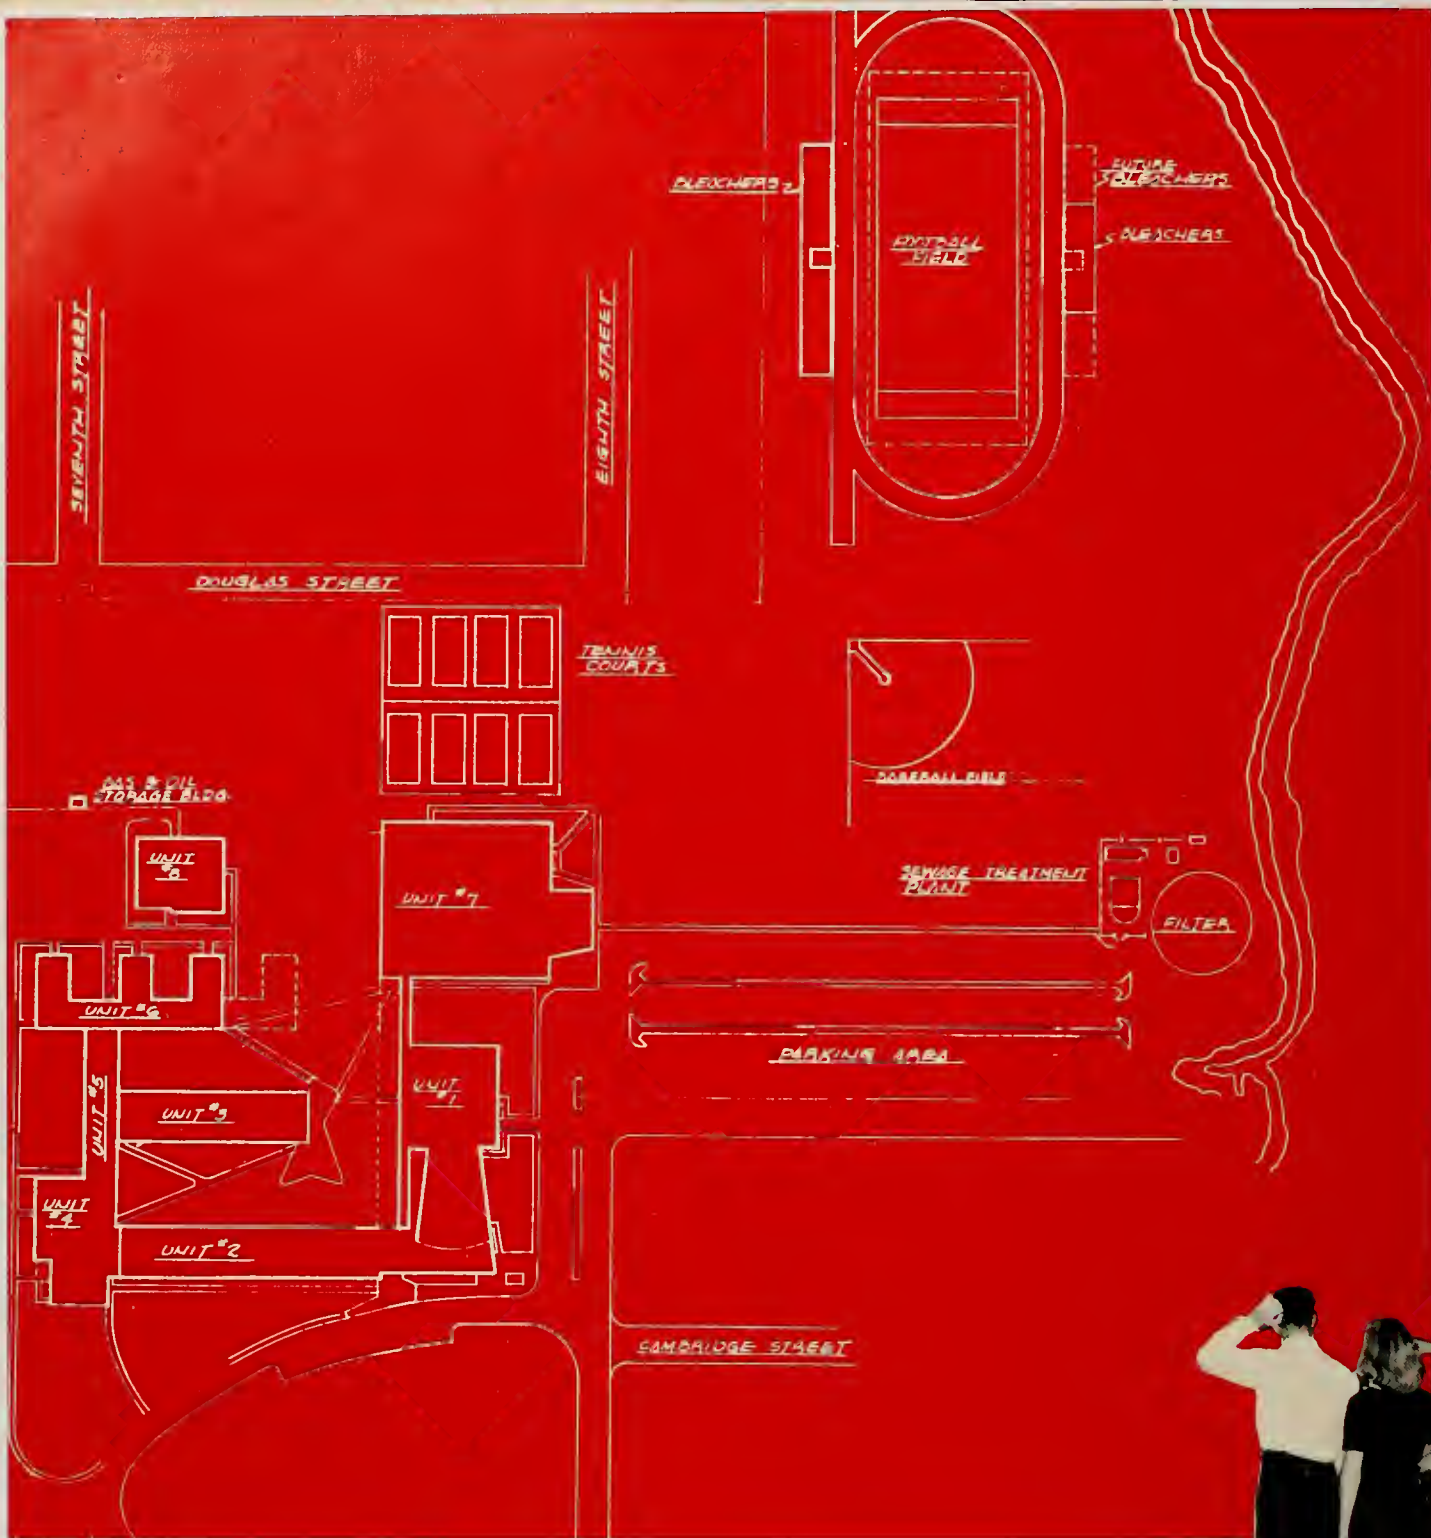 BLEACHERS
FUTURE
BLEACHERS
BLEACHERS
FOOTBALL
FIELD
SEVENTH STREET
EIGHTH STREET
DOUGLAS STREET
TENNIS
COURTS
BASEBALL FIELD
GAS & OIL
STORAGE BLDG.
UNIT
#8
UNIT #7
SEWAGE TREATMENT
PLANT
FILTER
UNIT #6
PARKING AREA
UNIT #5
UNIT #3
UNIT
#1
UNIT
#4
UNIT #2
CAMBRIDGE STREET